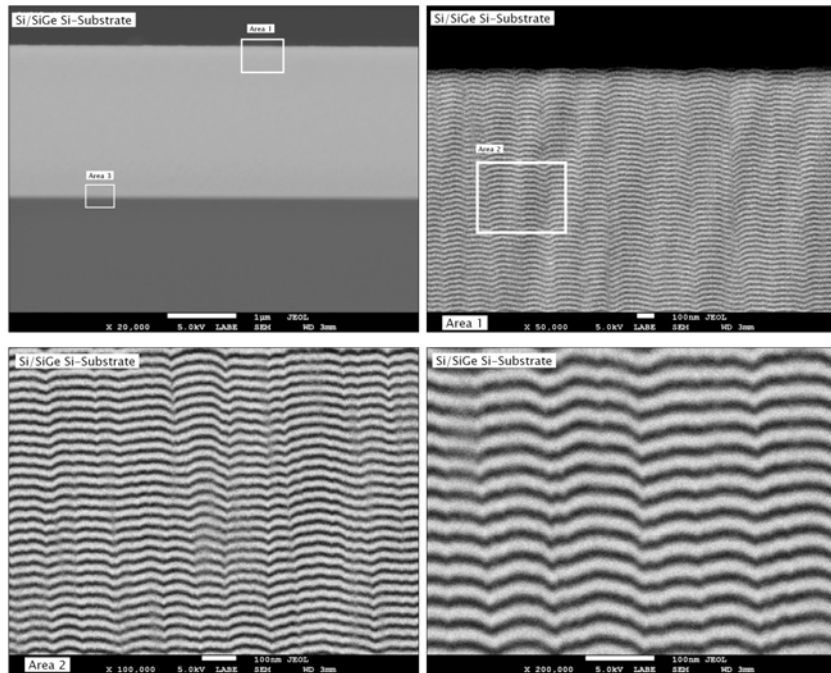 Si/SiGe Si-Substrate
Area 1
Area 3
1μm JEOL
X 20,000 5.0kV LABE SEM WD 3mm
Si/SiGe Si-Substrate
Area 2
100nm JEOL
Area 1 X 50,000 5.0kV LABE SEM WD 3mm
Si/SiGe Si-Substrate
100nm JEOL
Area 2 X 100,000 5.0kV LABE SEM WD 3mm
Si/SiGe Si-Substrate
100nm JEOL
X 200,000 5.0kV LABE SEM WD 3mm